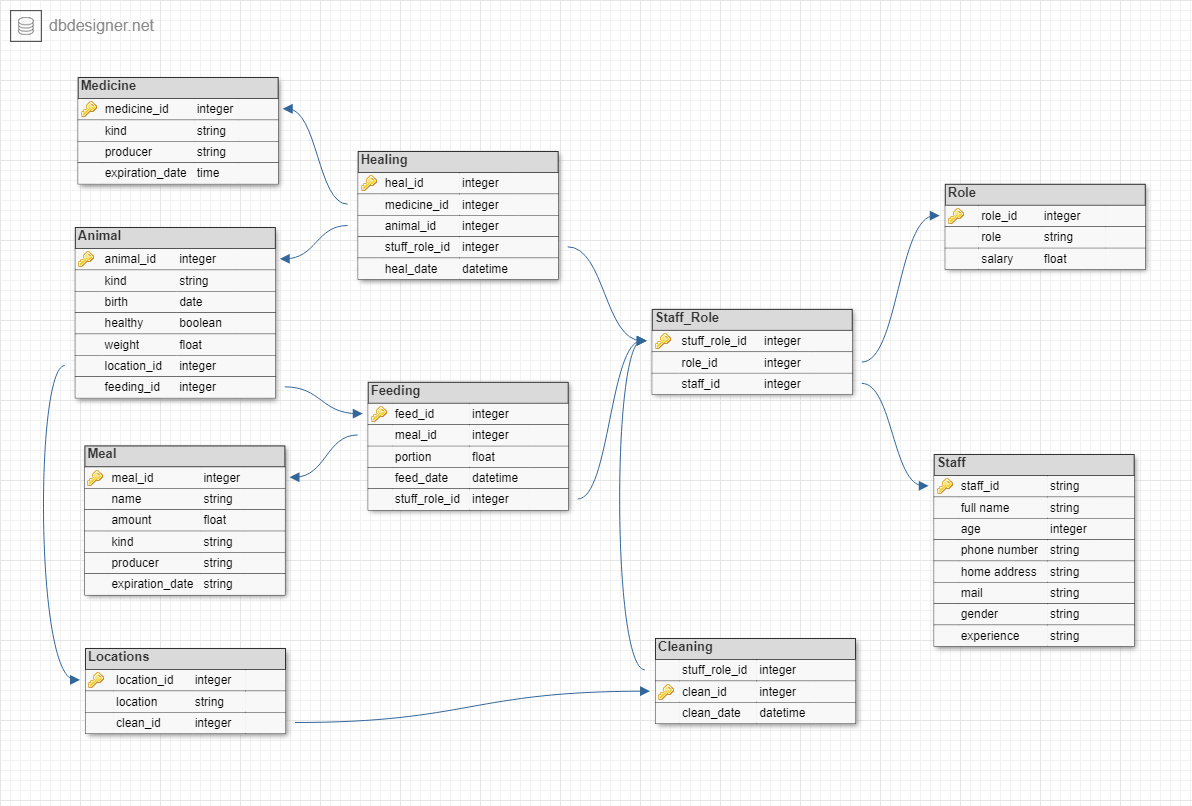 dbdesigner.net
Medicine
medicine_id integer
kind string
producer string
expiration_date time
Healing
heal_id integer
medicine_id integer
animal_id integer
stuff_role_id integer
heal_date datetime
Role
role_id integer
role string
salary float
Animal
animal_id integer
kind string
birth date
healthy boolean
weight float
location_id integer
feeding_id integer
Staff_Role
stuff_role_id integer
role_id integer
staff_id integer
Feeding
feed_id integer
meal_id integer
portion float
feed_date datetime
stuff_role_id integer
Meal
meal_id integer
name string
amount float
kind string
producer string
expiration_date string
Staff
staff_id string
full name string
age integer
phone number string
home address string
mail string
gender string
experience string
Locations
location_id integer
location string
clean_id integer
Cleaning
stuff_role_id integer
clean_id integer
clean_date datetime